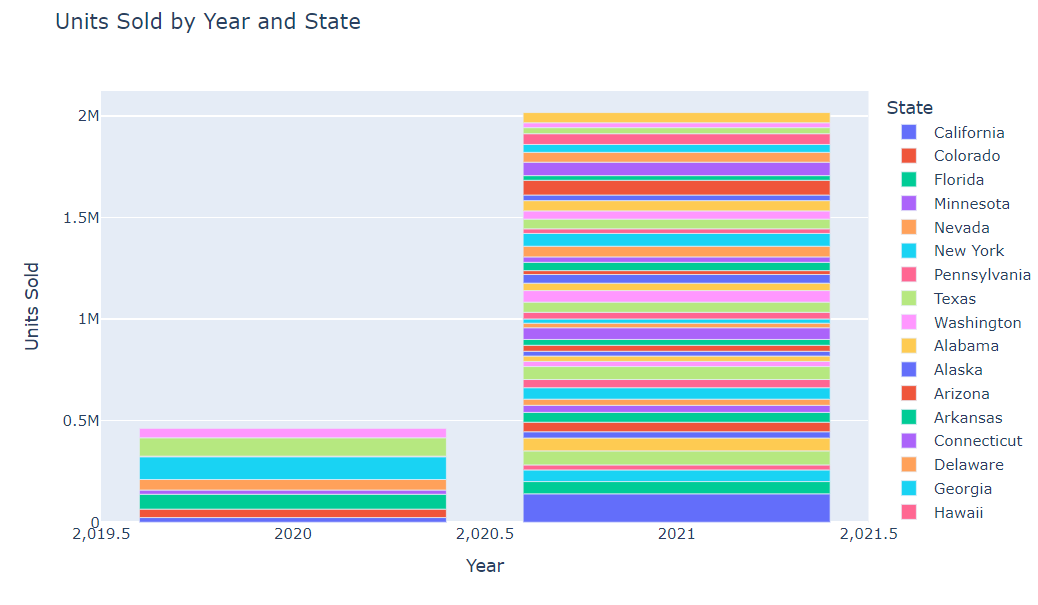 Units Sold by Year and State
State
California
Colorado
Florida
Minnesota
Nevada
New York
Pennsylvania
Texas
Washington
Alabama
Alaska
Arizona
Arkansas
Connecticut
Delaware
Georgia
Hawaii
Units Sold
2M
1.5M
1M
0.5M
0
2,019.5
2020
2,020.5
2021
2,021.5
Year